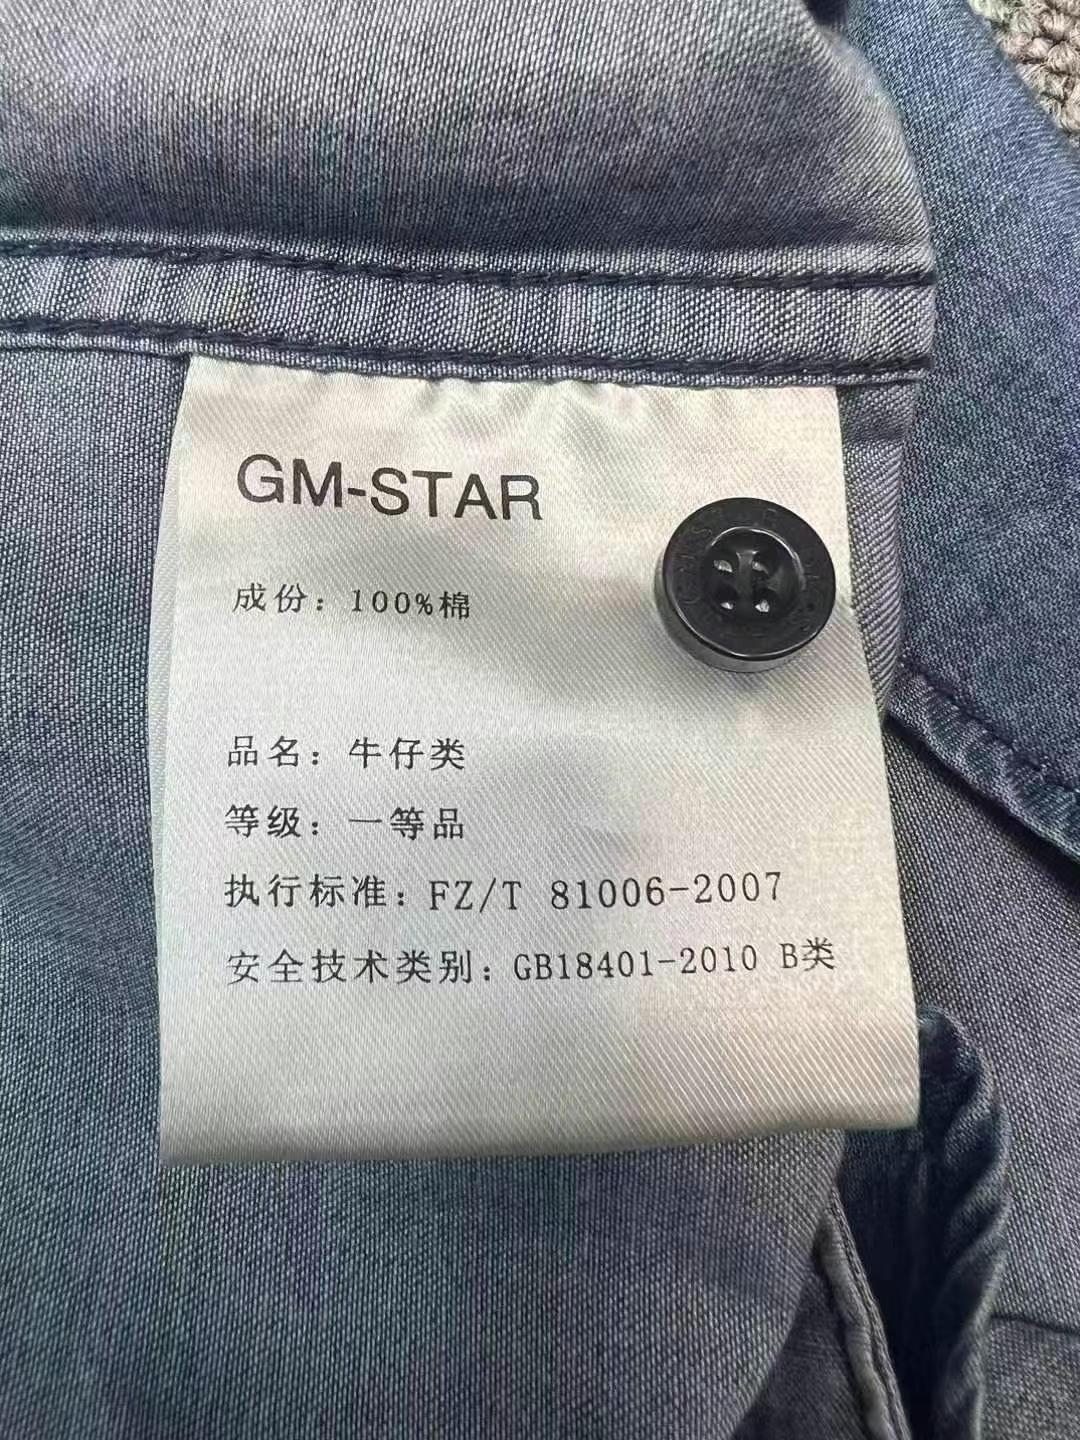 GM-STAR
成份：100%棉
品名：牛仔类
等级：一等品
执行标准：FZ/T 81006-2007
安全技术类别：GB18401-2010 B类